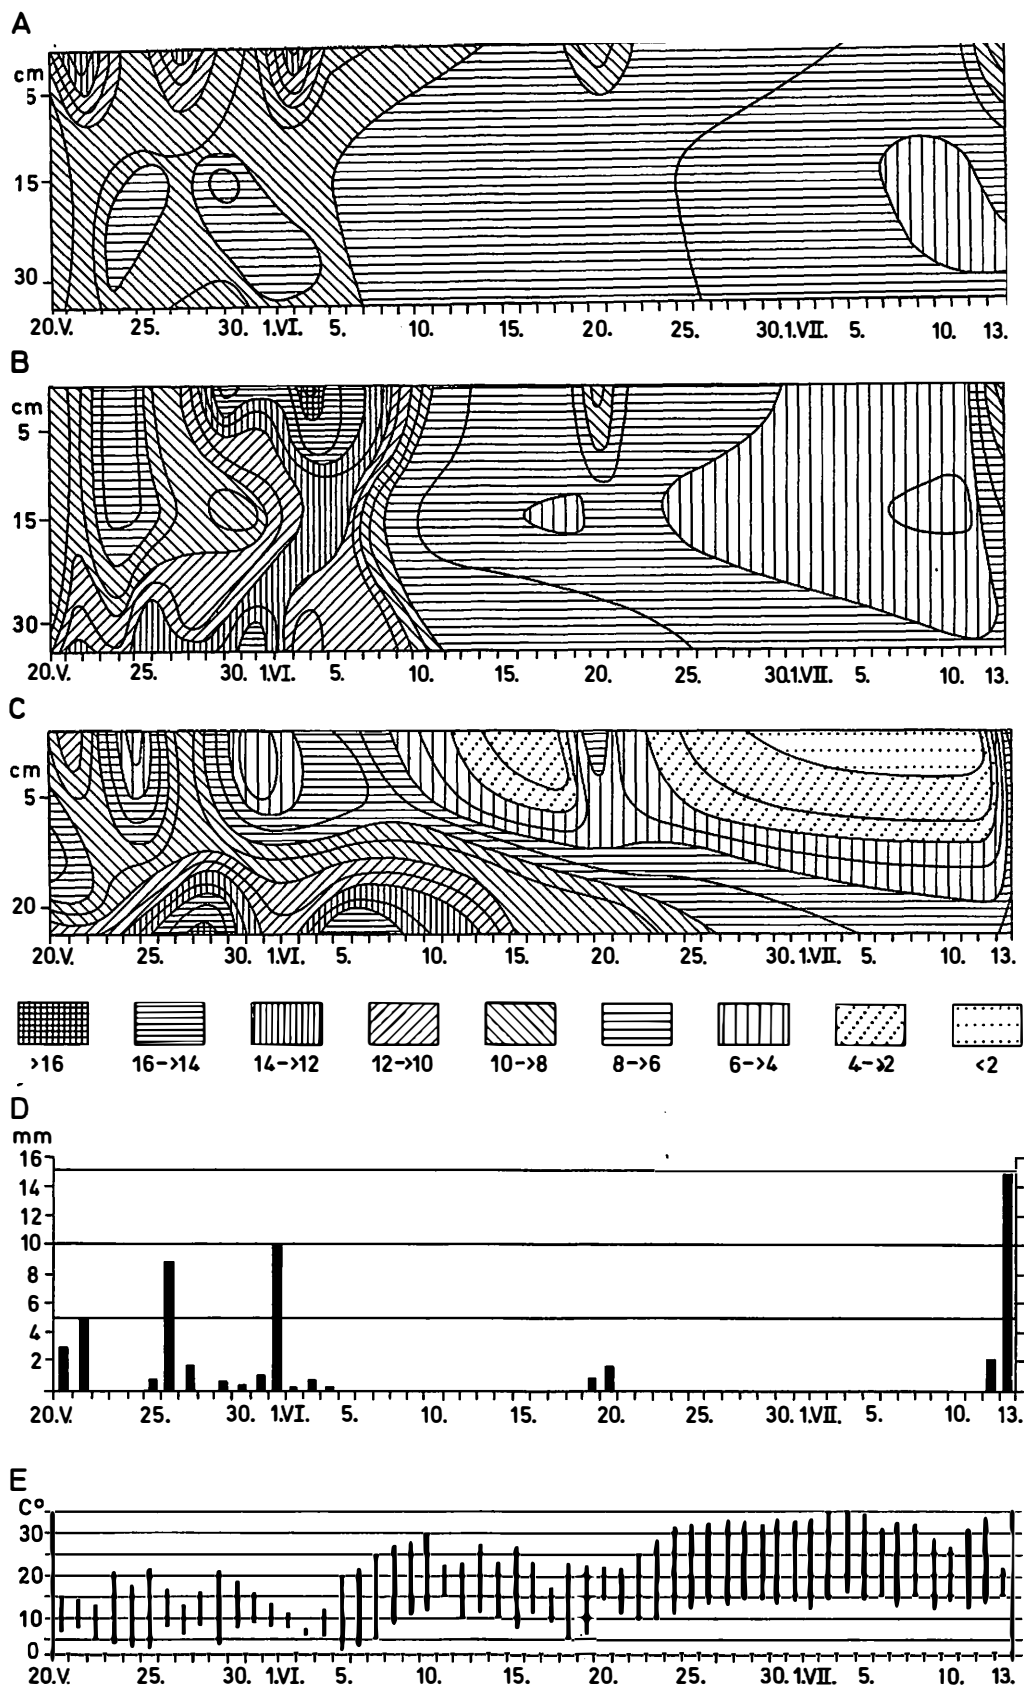 A
cm
5
15
30
20.V. 25. 30. 1.VI. 5. 10. 15. 20. 25. 30.1.VII. 5. 10. 13.
B
cm
5
15
30
20.V. 25. 30. 1.VI. 5. 10. 15. 20. 25. 30.1.VII. 5. 10. 13.
C
cm
5
20
20.V. 25. 30. 1.VI. 5. 10. 15. 20. 25. 30. 1.VII. 5. 10. 13.
>16 16->14 14->12 12->10 10->8 8->6 6->4 4->2 <2
D
mm
16
14
12
10
8
6
4
2
20.V. 25. 30. 1.VI. 5. 10. 15. 20. 25. 30. 1.VII. 5. 10. 13.
E
C°
30
20
10
0
20.V. 25. 30. 1.VI. 5. 10. 15. 20. 25. 30. 1.VII. 5. 10. 13.